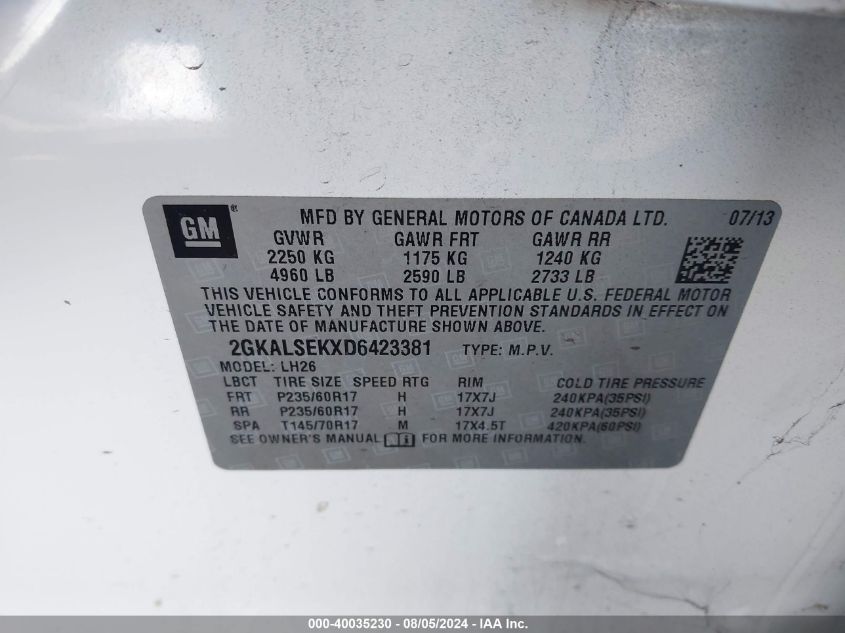 GM ®
MFD BY GENERAL MOTORS OF CANADA LTD. 07/13
GVWR GAWR FRT GAWR RR
2250 KG 1175 KG 1240 KG
4960 LB 2590 LB 2733 LB
THIS VEHICLE CONFORMS TO ALL APPLICABLE U.S. FEDERAL MOTOR
VEHICLE SAFETY AND THEFT PREVENTION STANDARDS IN EFFECT ON
THE DATE OF MANUFACTURE SHOWN ABOVE.
2GKALSEKXD6423381 TYPE: M.P.V.
MODEL: LH26
LBCT TIRE SIZE SPEED RTG RIM COLD TIRE PRESSURE
FRT P235/60R17 H 17X7J 240KPA(35PSI)
RR P235/60R17 H 17X7J 240KPA(35PSI)
SPA T145/70R17 M 17X4.5T 420KPA(60PSI)
SEE OWNER'S MANUAL FOR MORE INFORMATION.
000-40035230 - 08/05/2024 - IAA Inc.